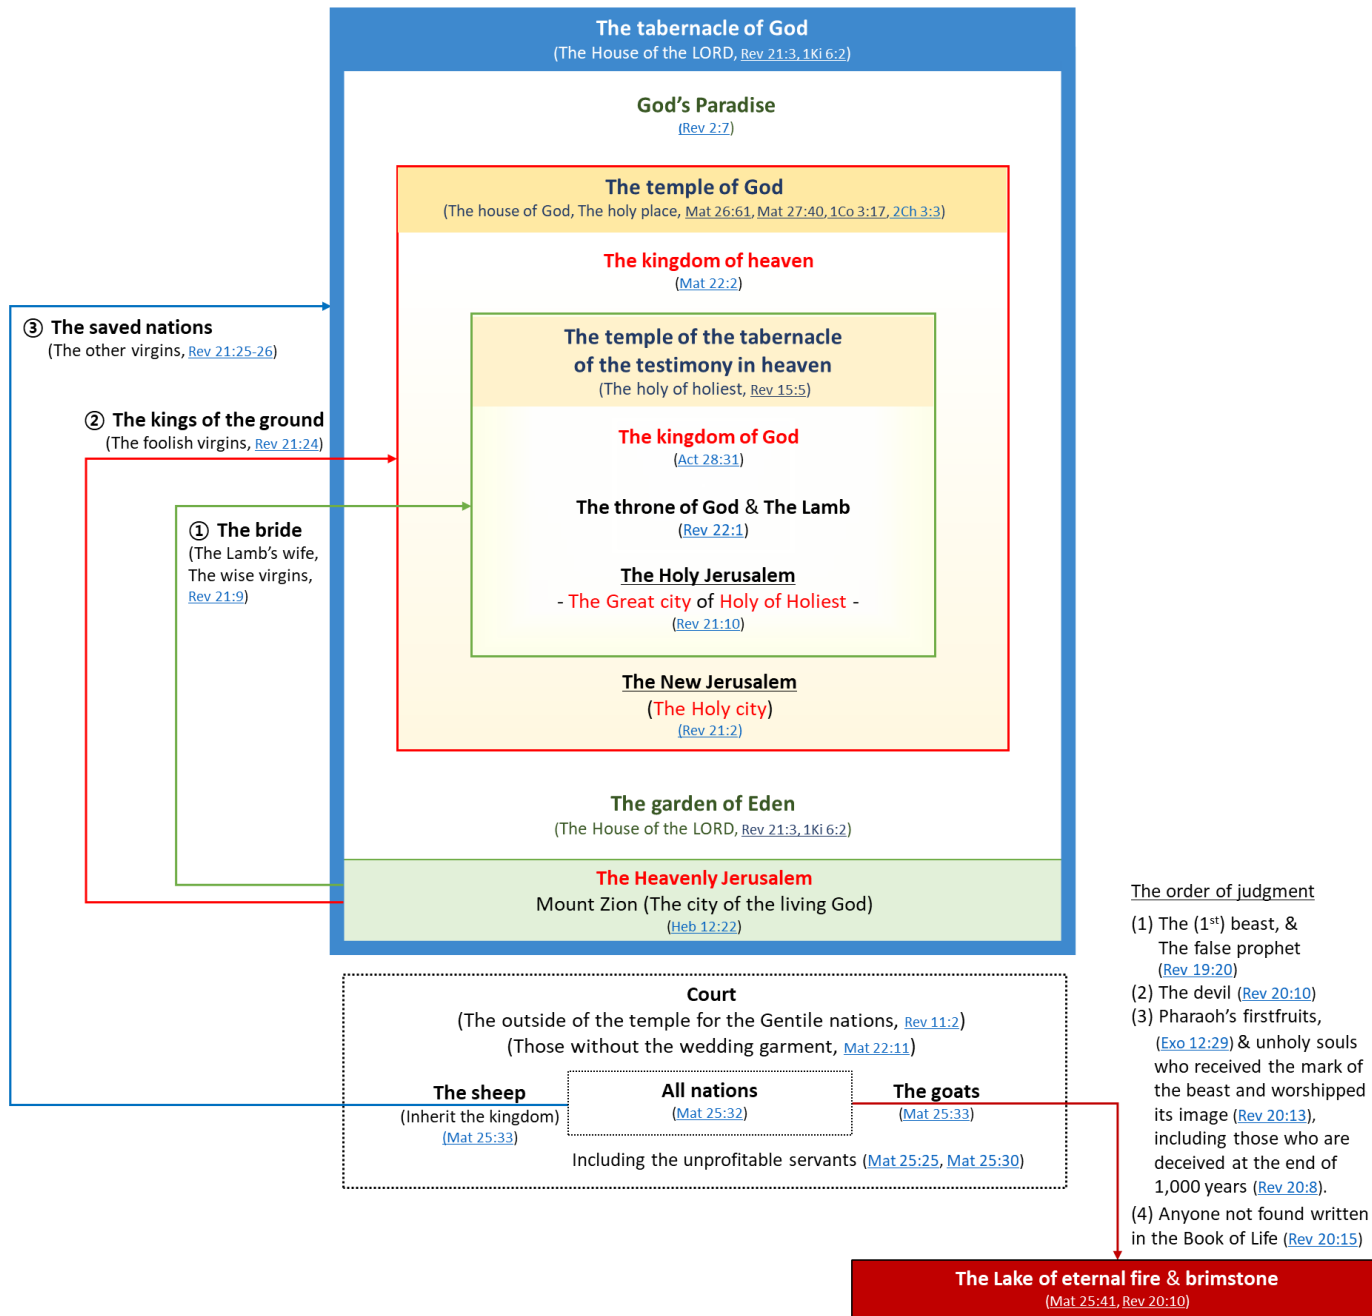 The tabernacle of God
(The House of the LORD, Rev 21:3, 1Ki 6:2)
God's Paradise
(Rev 2:7)
The temple of God
(The house of God, The holy place, Mat 26:61, Mat 27:40, 1Co 3:17, 2Ch 3:3)
The kingdom of heaven
(Mat 22:2)
The temple of the tabernacle
of the testimony in heaven
(The holy of holiest, Rev 15:5)
The kingdom of God
(Act 28:31)
The throne of God & The Lamb
(Rev 22:1)
The Holy Jerusalem
- The Great city of Holy of Holiest -
(Rev 21:10)
The New Jerusalem
(The Holy city)
(Rev 21:2)
The garden of Eden
(The House of the LORD, Rev 21:3, 1Ki 6:2)
The Heavenly Jerusalem
Mount Zion (The city of the living God)
(Heb 12:22)
③ The saved nations
(The other virgins, Rev 21:25-26)
② The kings of the ground
(The foolish virgins, Rev 21:24)
① The bride
(The Lamb's wife,
The wise virgins,
Rev 21:9)
Court
(The outside of the temple for the Gentile nations, Rev 11:2)
(Those without the wedding garment, Mat 22:11)
The sheep
(Inherit the kingdom)
(Mat 25:33)
All nations
(Mat 25:32)
The goats
(Mat 25:33)
Including the unprofitable servants (Mat 25:25, Mat 25:30)
The order of judgment
(1) The (1st) beast, &
The false prophet
(Rev 19:20)
(2) The devil (Rev 20:10)
(3) Pharaoh's firstfruits,
(Exo 12:29) & unholy souls
who received the mark of
the beast and worshipped
its image (Rev 20:13),
including those who are
deceived at the end of
1,000 years (Rev 20:8).
(4) Anyone not found written
in the Book of Life (Rev 20:15)
The Lake of eternal fire & brimstone
(Mat 25:41, Rev 20:10)